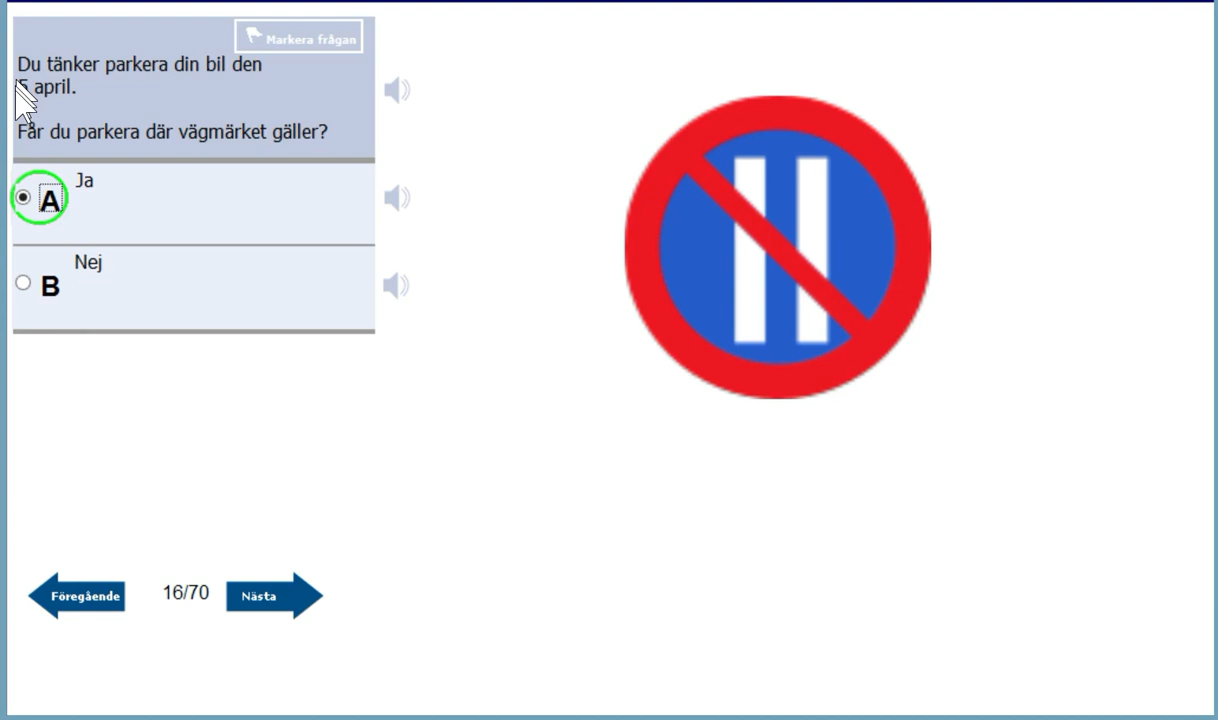 Markera frågan
Du tänker parkera din bil den
5 april.
Får du parkera där vägmärket gäller?
Ja
A
Nej
B
Föregående
16/70
Nästa